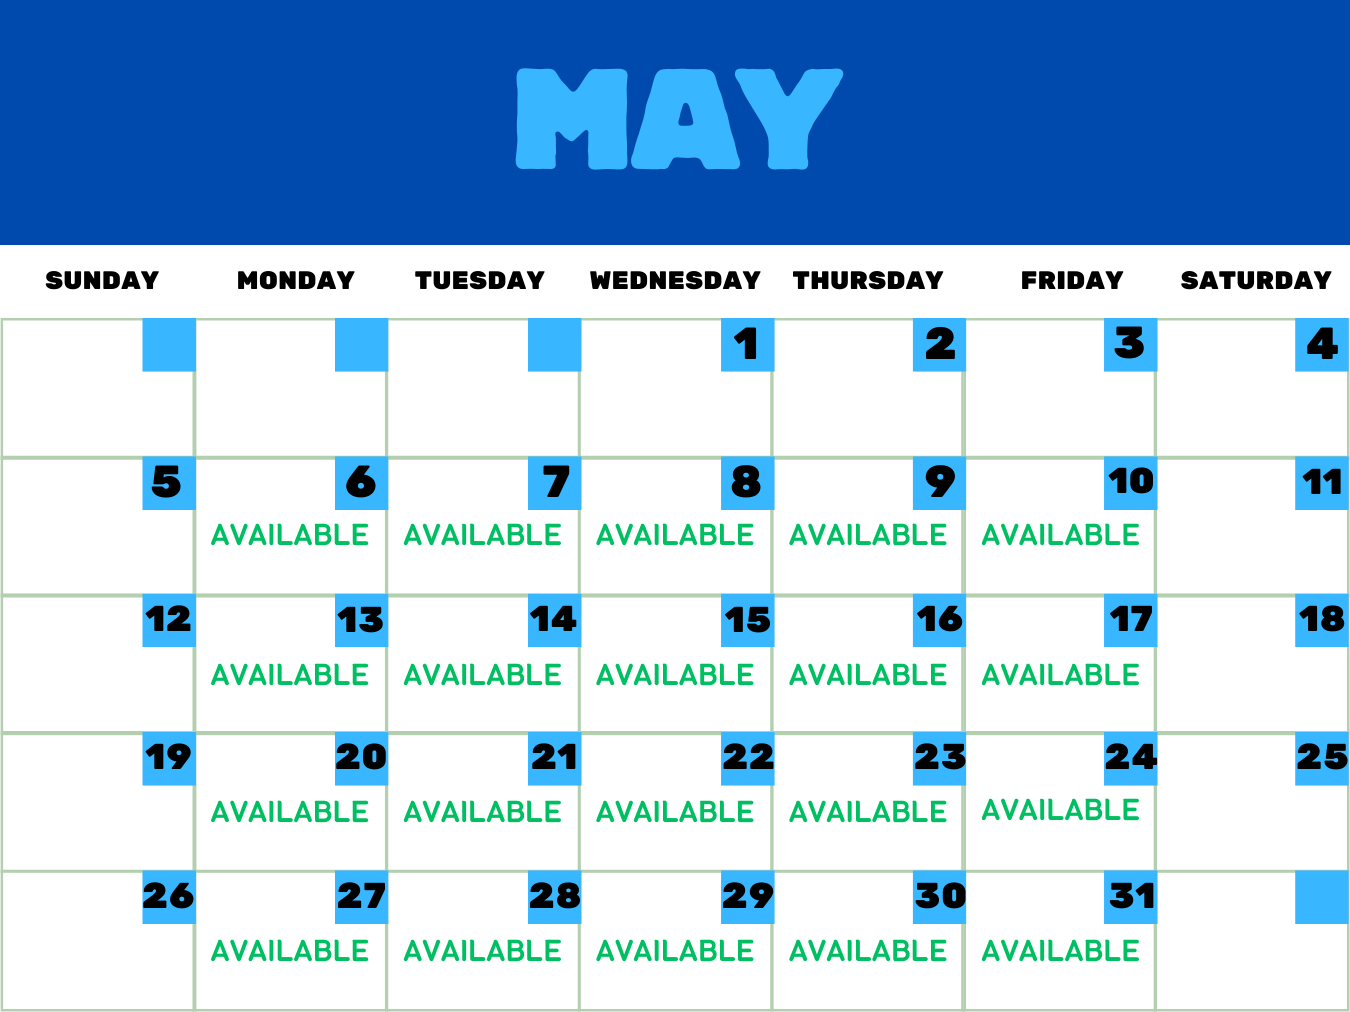 MAY
SUNDAY MONDAY TUESDAY WEDNESDAY THURSDAY FRIDAY SATURDAY
1 2 3 4
5 6 7 8 9 10 11
AVAILABLE AVAILABLE AVAILABLE AVAILABLE AVAILABLE
12 13 14 15 16 17 18
AVAILABLE AVAILABLE AVAILABLE AVAILABLE AVAILABLE
19 20 21 22 23 24 25
AVAILABLE AVAILABLE AVAILABLE AVAILABLE AVAILABLE
26 27 28 29 30 31
AVAILABLE AVAILABLE AVAILABLE AVAILABLE AVAILABLE